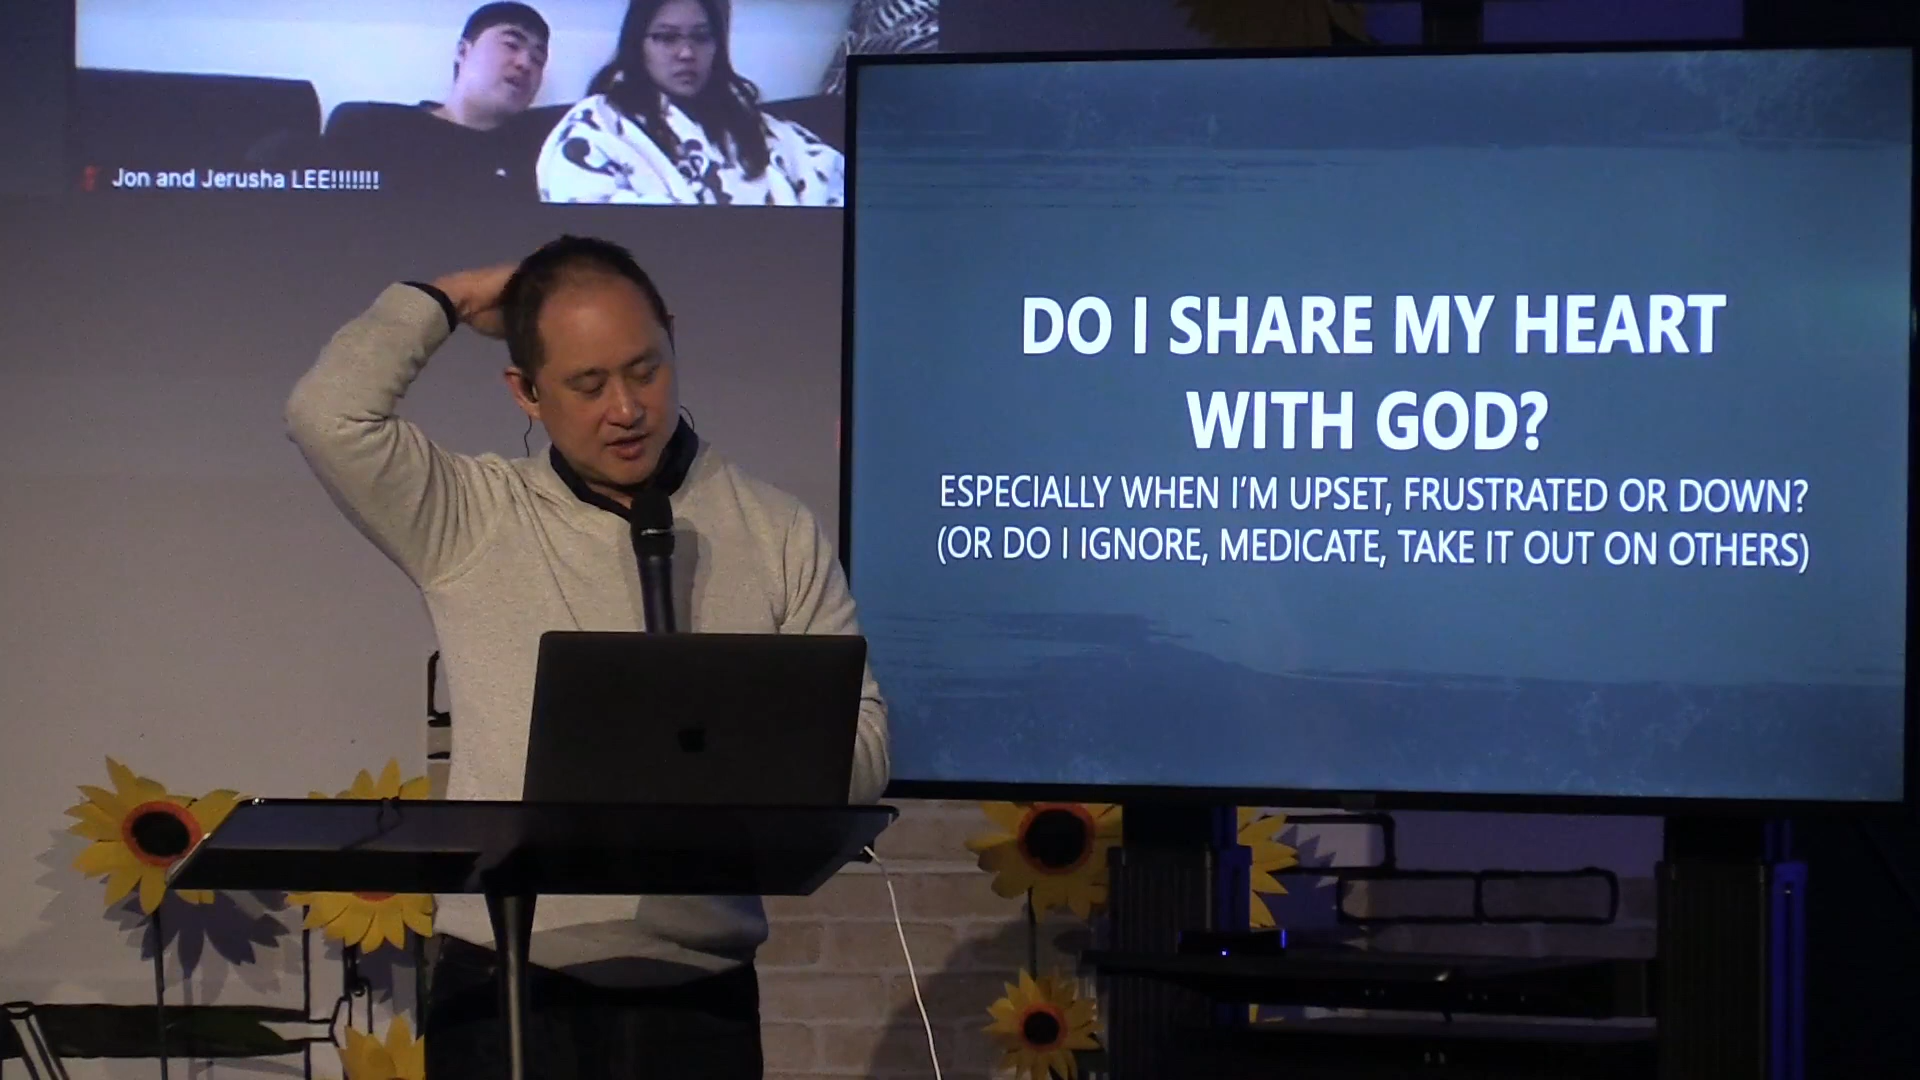 Jon and Jerusha LEE!!!!!!!
DO I SHARE MY HEART
WITH GOD?
ESPECIALLY WHEN I'M UPSET, FRUSTRATED OR DOWN?
(OR DO I IGNORE, MEDICATE, TAKE IT OUT ON OTHERS)